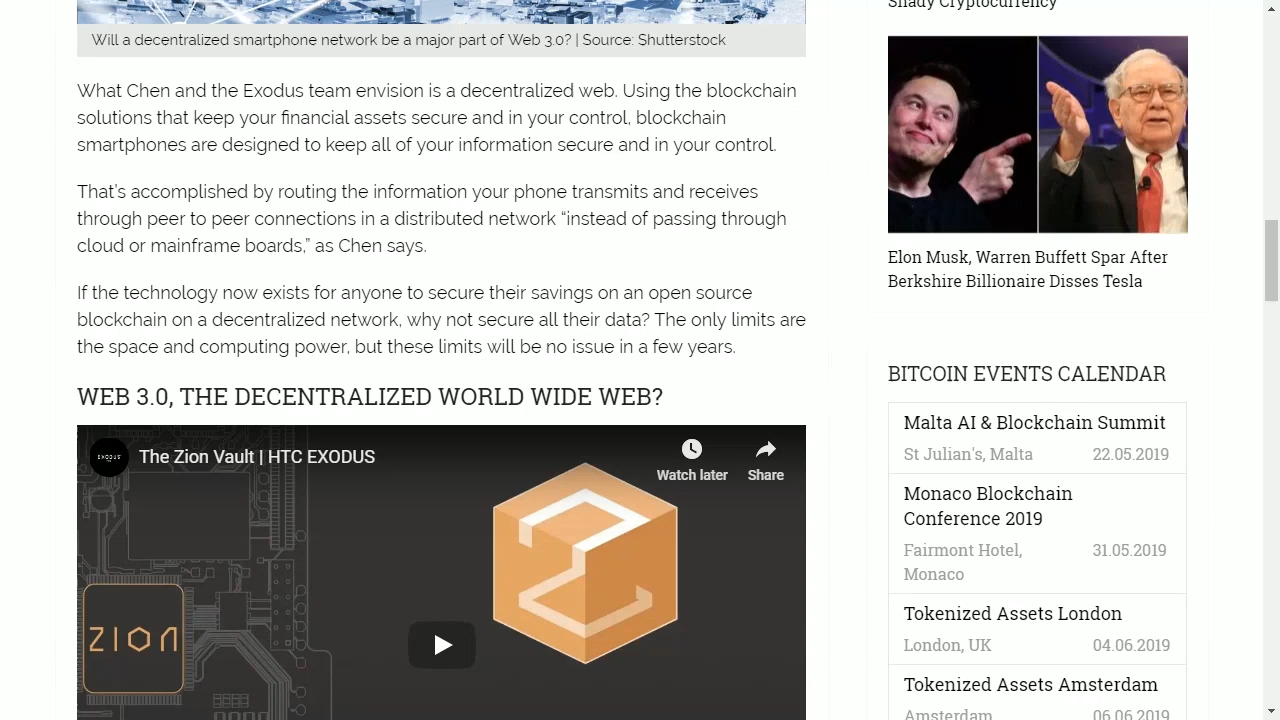 Will a decentralized smartphone network be a major part of Web 3.0? | Source: Shutterstock
What Chen and the Exodus team envision is a decentralized web. Using the blockchain
solutions that keep your financial assets secure and in your control, blockchain
smartphones are designed to keep all of your information secure and in your control.
That’s accomplished by routing the information your phone transmits and receives
through peer to peer connections in a distributed network “instead of passing through
cloud or mainframe boards,” as Chen says.
If the technology now exists for anyone to secure their savings on an open source
blockchain on a decentralized network, why not secure all their data? The only limits are
the space and computing power, but these limits will be no issue in a few years.
WEB 3.0, THE DECENTRALIZED WORLD WIDE WEB?
EXODUS
The Zion Vault | HTC EXODUS
Watch later
Share
ZION
Shady Cryptocurrency
Elon Musk, Warren Buffett Spar After
Berkshire Billionaire Disses Tesla
BITCOIN EVENTS CALENDAR
Malta AI & Blockchain Summit
St Julian's, Malta 22.05.2019
Monaco Blockchain
Conference 2019
Fairmont Hotel, 31.05.2019
Monaco
Tokenized Assets London
London, UK 04.06.2019
Tokenized Assets Amsterdam
Amsterdam 06.06.2019